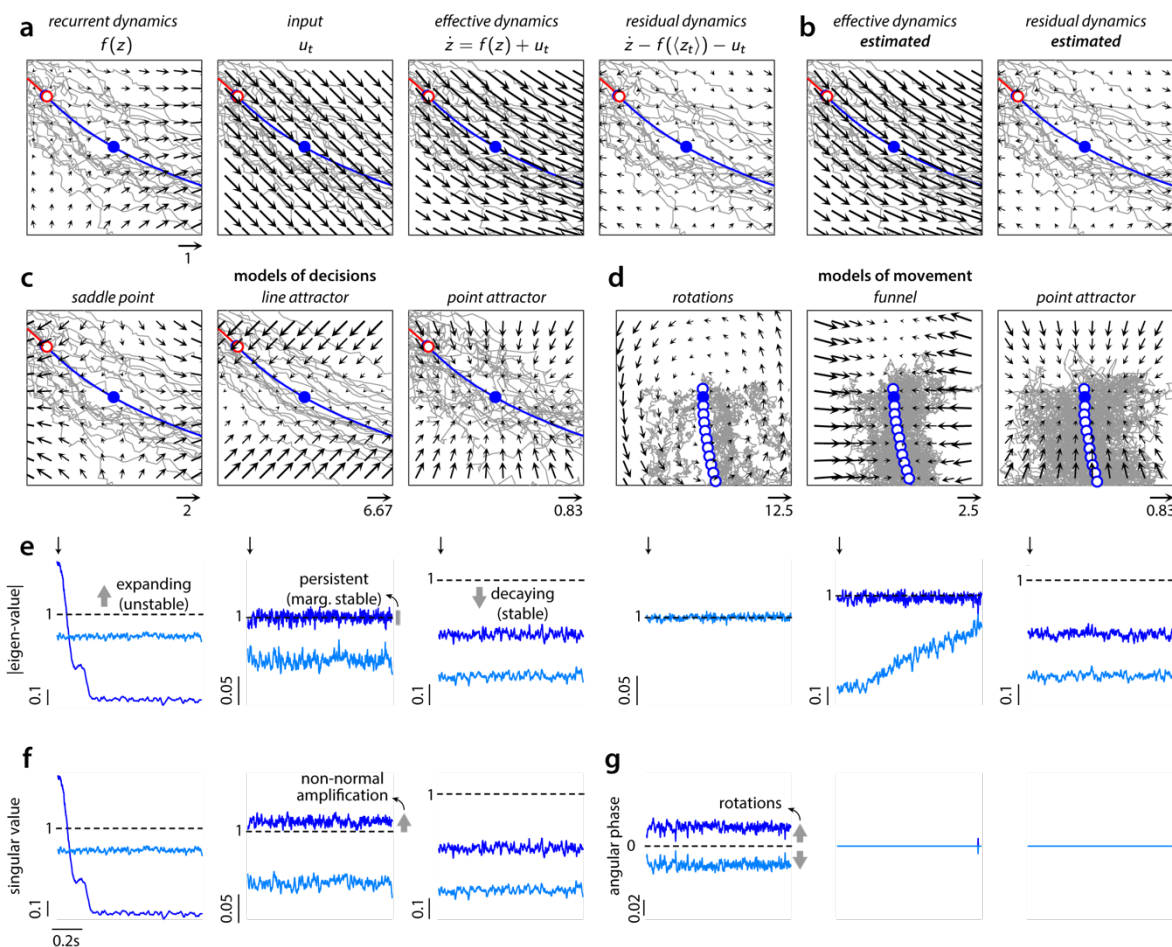 a
recurrent dynamics
f(z)
input
u_t
effective dynamics
ż = f(z) + u_t
residual dynamics
ż − f(⟨z_t⟩) − u_t
b
effective dynamics
estimated
residual dynamics
estimated
1
c
models of decisions
saddle point
line attractor
point attractor
2
6.67
0.83
d
models of movement
rotations
funnel
point attractor
12.5
2.5
0.83
e
|eigen-value|
expanding
(unstable)
1
0.1
persistent
(marg. stable)
1
0.05
1
decaying
(stable)
0.1
1
0.05
1
0.1
1
0.1
f
singular value
1
0.1
0.2s
non-normal
amplification
1
0.05
1
0.1
g
angular phase
rotations
0
0.02